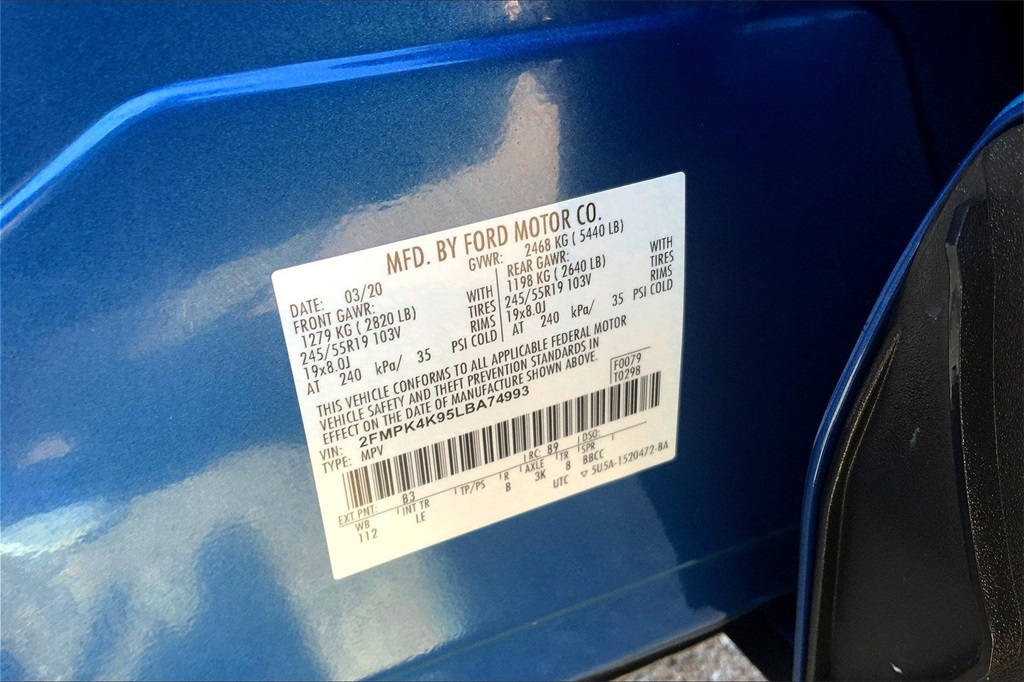 MFD. BY FORD MOTOR CO.
DATE: 03/20 GVWR: 2468 KG ( 5440 LB)
FRONT GAWR: REAR GAWR:
1279 KG ( 2820 LB) WITH 1198 KG ( 2640 LB) WITH
245/55R19 103V TIRES 245/55R19 103V TIRES
19x8.0J RIMS 19x8.0J RIMS
AT 240 kPa/ 35 PSI COLD AT 240 kPa/ 35 PSI COLD
THIS VEHICLE CONFORMS TO ALL APPLICABLE FEDERAL MOTOR
VEHICLE SAFETY AND THEFT PREVENTION STANDARDS IN
EFFECT ON THE DATE OF MANUFACTURE SHOWN ABOVE.
VIN: 2FMPK4K95LBA74993 F0079
TYPE: MPV T0298
EXT PNT: B3 RC: 89 DSO:
WB INT TR TP/PS R AXLE TR SPR
112 LE B 3K 8 BBCC
UTC ▽ 5U5A-1520472-BA